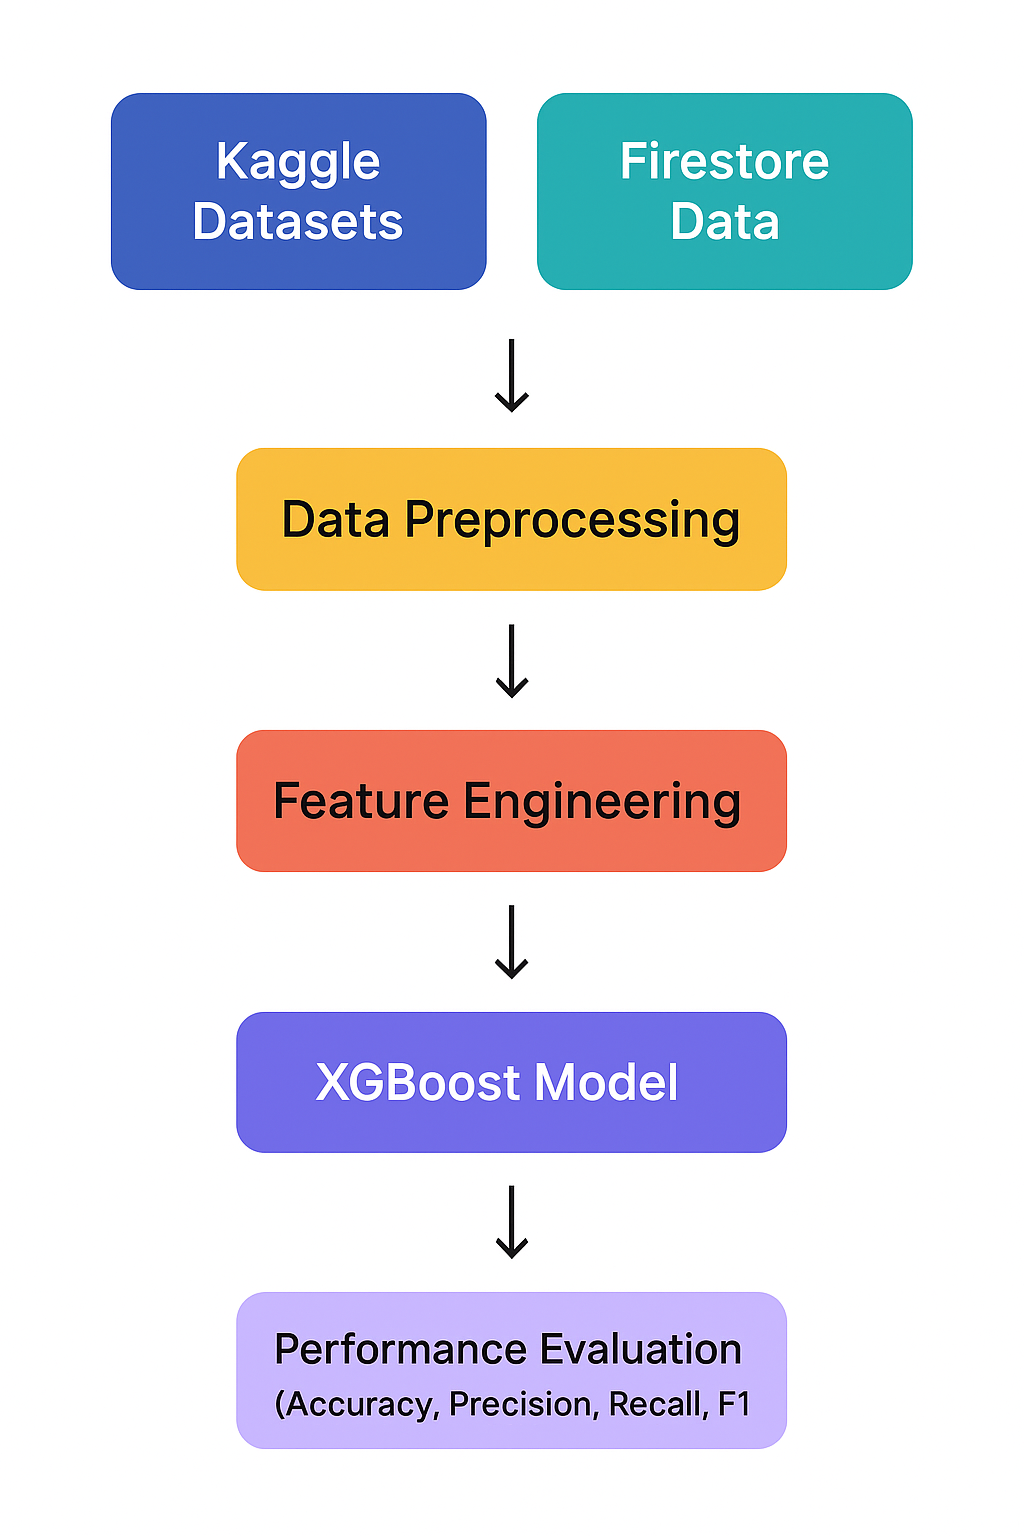 Kaggle
Datasets
Firestore
Data
Data Preprocessing
Feature Engineering
XGBoost Model
Performance Evaluation
(Accuracy, Precision, Recall, F1